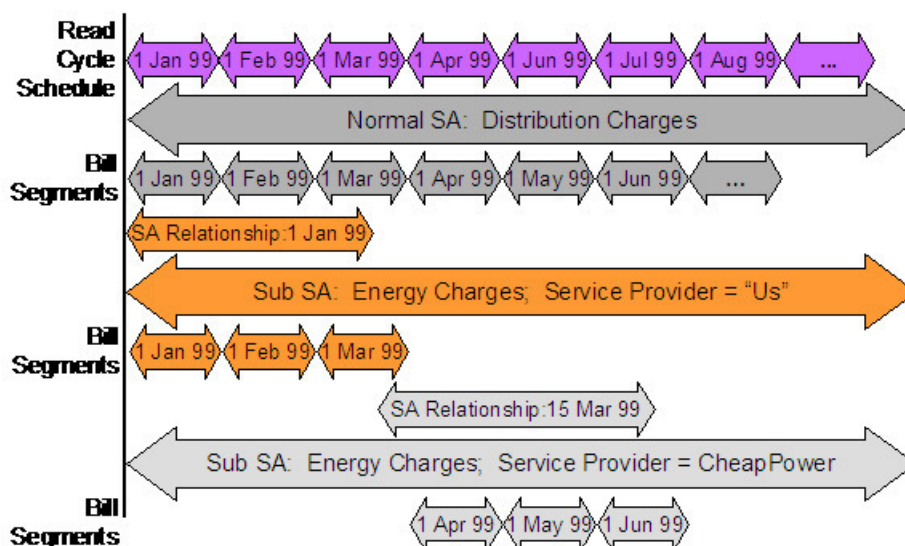 Read
Cycle
Schedule
1 Jan 99 1 Feb 99 1 Mar 99 1 Apr 99 1 Jun 99 1 Jul 99 1 Aug 99 ...
Normal SA: Distribution Charges
Bill
Segments
1 Jan 99 1 Feb 99 1 Mar 99 1 Apr 99 1 May 99 1 Jun 99 ...
SA Relationship:1 Jan 99
Sub SA: Energy Charges; Service Provider = “Us”
Bill
Segments
1 Jan 99 1 Feb 99 1 Mar 99
SA Relationship:15 Mar 99
Sub SA: Energy Charges; Service Provider = CheapPower
Bill
Segments
1 Apr 99 1 May 99 1 Jun 99